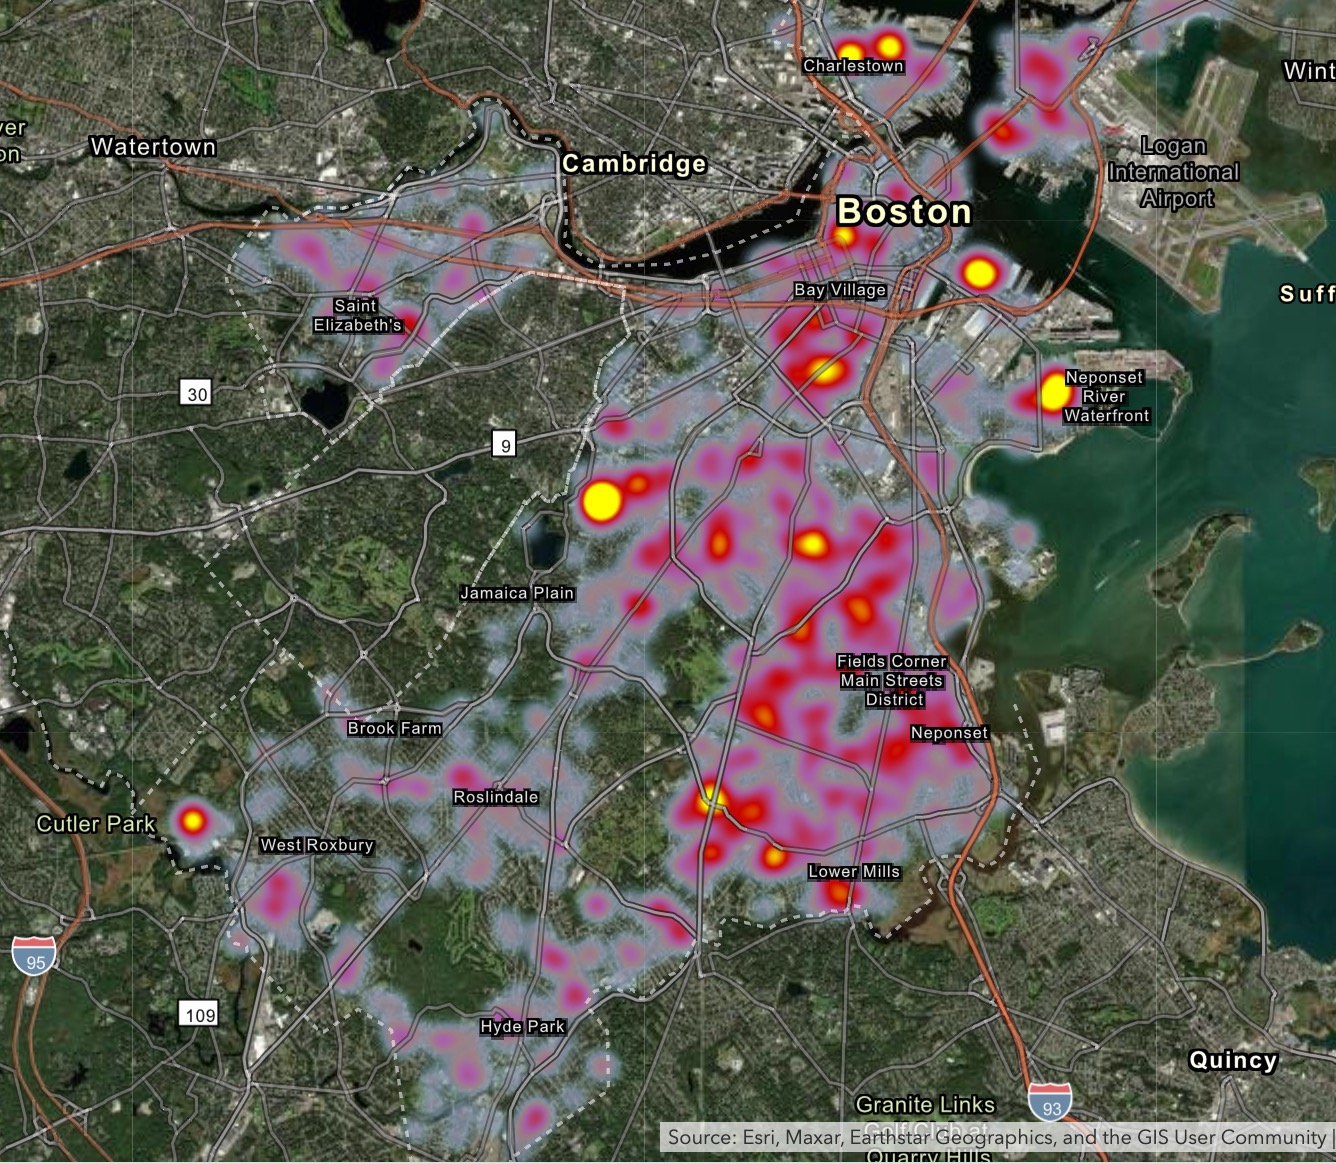 Charlestown
Wint
ver
on
Watertown
Cambridge
Logan
International
Airport
Boston
Bay Village
Suff
Saint
Elizabeth's
30
Neponset
River
Waterfront
9
Jamaica Plain
Fields Corner
Main Streets
District
Brook Farm
Neponset
Roslindale
Cutler Park
West Roxbury
Lower Mills
95
109
Hyde Park
Quincy
93
Granite Links
Golf Club at
Quarry Hills
Source: Esri, Maxar, Earthstar Geographics, and the GIS User Community |